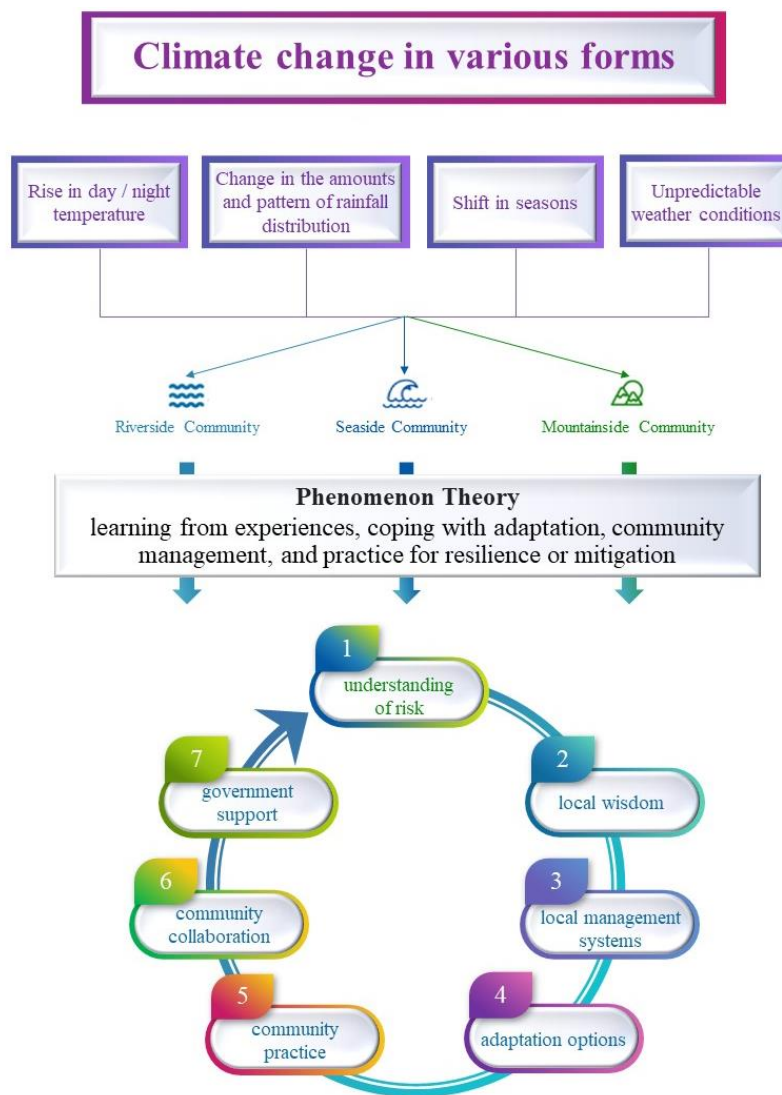 Climate change in various forms
Rise in day / night
temperature
Change in the amounts
and pattern of rainfall
distribution
Shift in seasons
Unpredictable
weather conditions
Riverside Community
Seaside Community
Mountainside Community
Phenomenon Theory
learning from experiences, coping with adaptation, community
management, and practice for resilience or mitigation
1
understanding
of risk
2
local wisdom
3
local management
systems
4
adaptation options
5
community
practice
6
community
collaboration
7
government
support